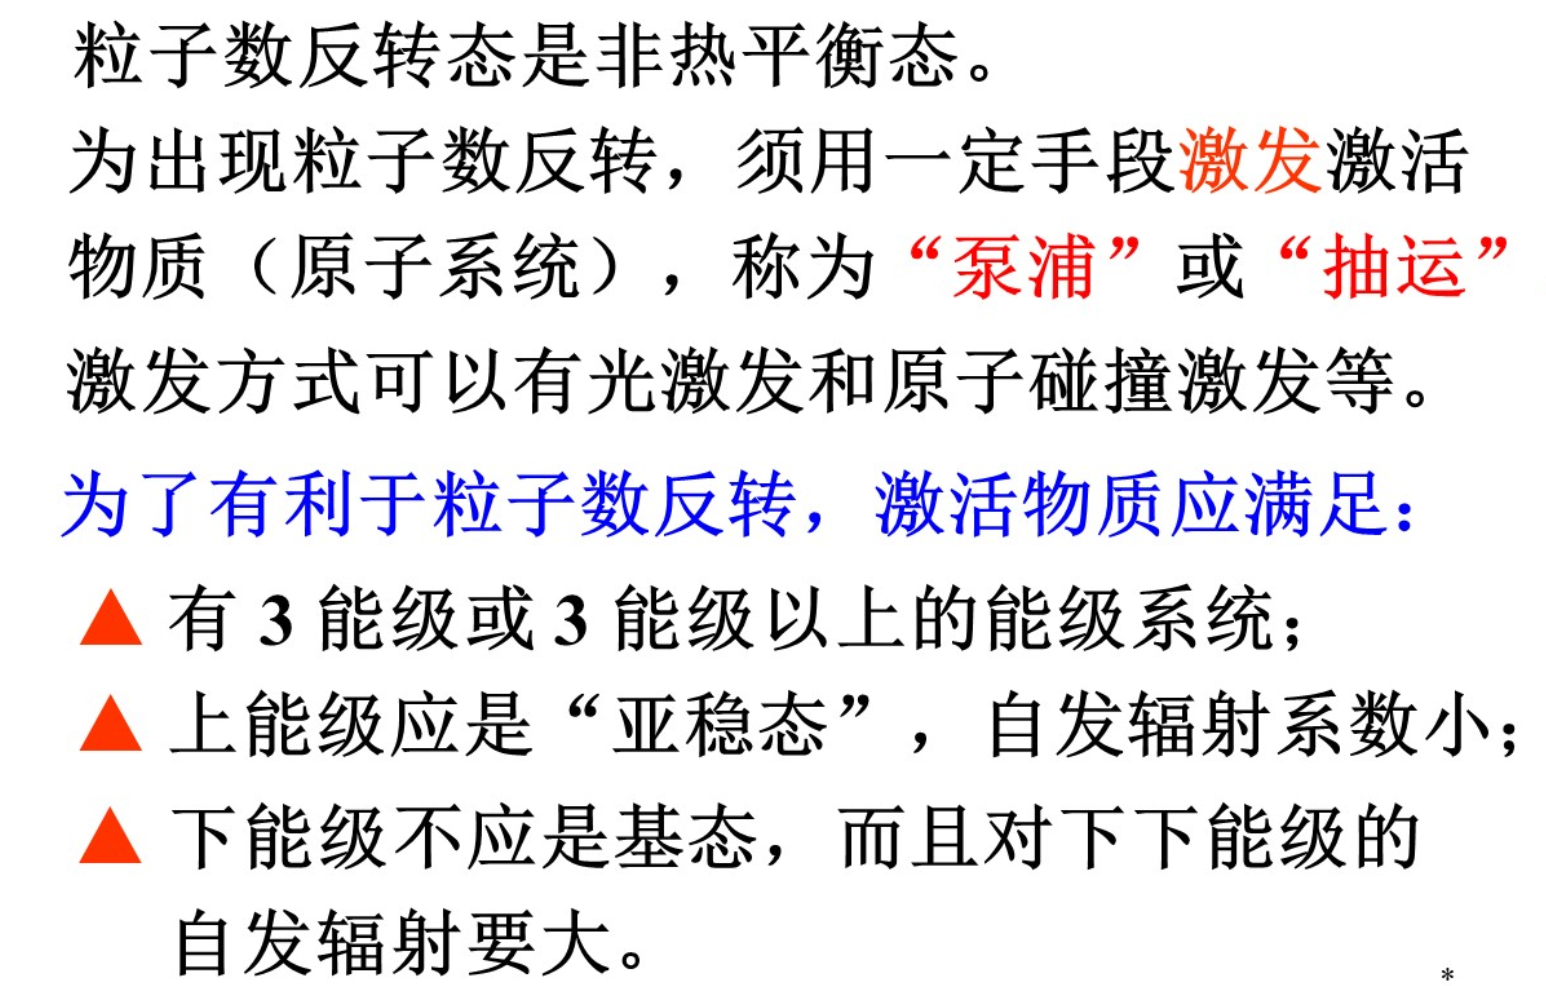 粒子数反转态是非热平衡态。
为出现粒子数反转，须用一定手段激发激活
物质（原子系统），称为“泵浦”或“抽运”
激发方式可以有光激发和原子碰撞激发等。
为了有利于粒子数反转，激活物质应满足：
▲ 有 3 能级或 3 能级以上的能级系统；
▲ 上能级应是“亚稳态”，自发辐射系数小；
▲ 下能级不应是基态，而且对下下能级的
自发辐射要大。
*